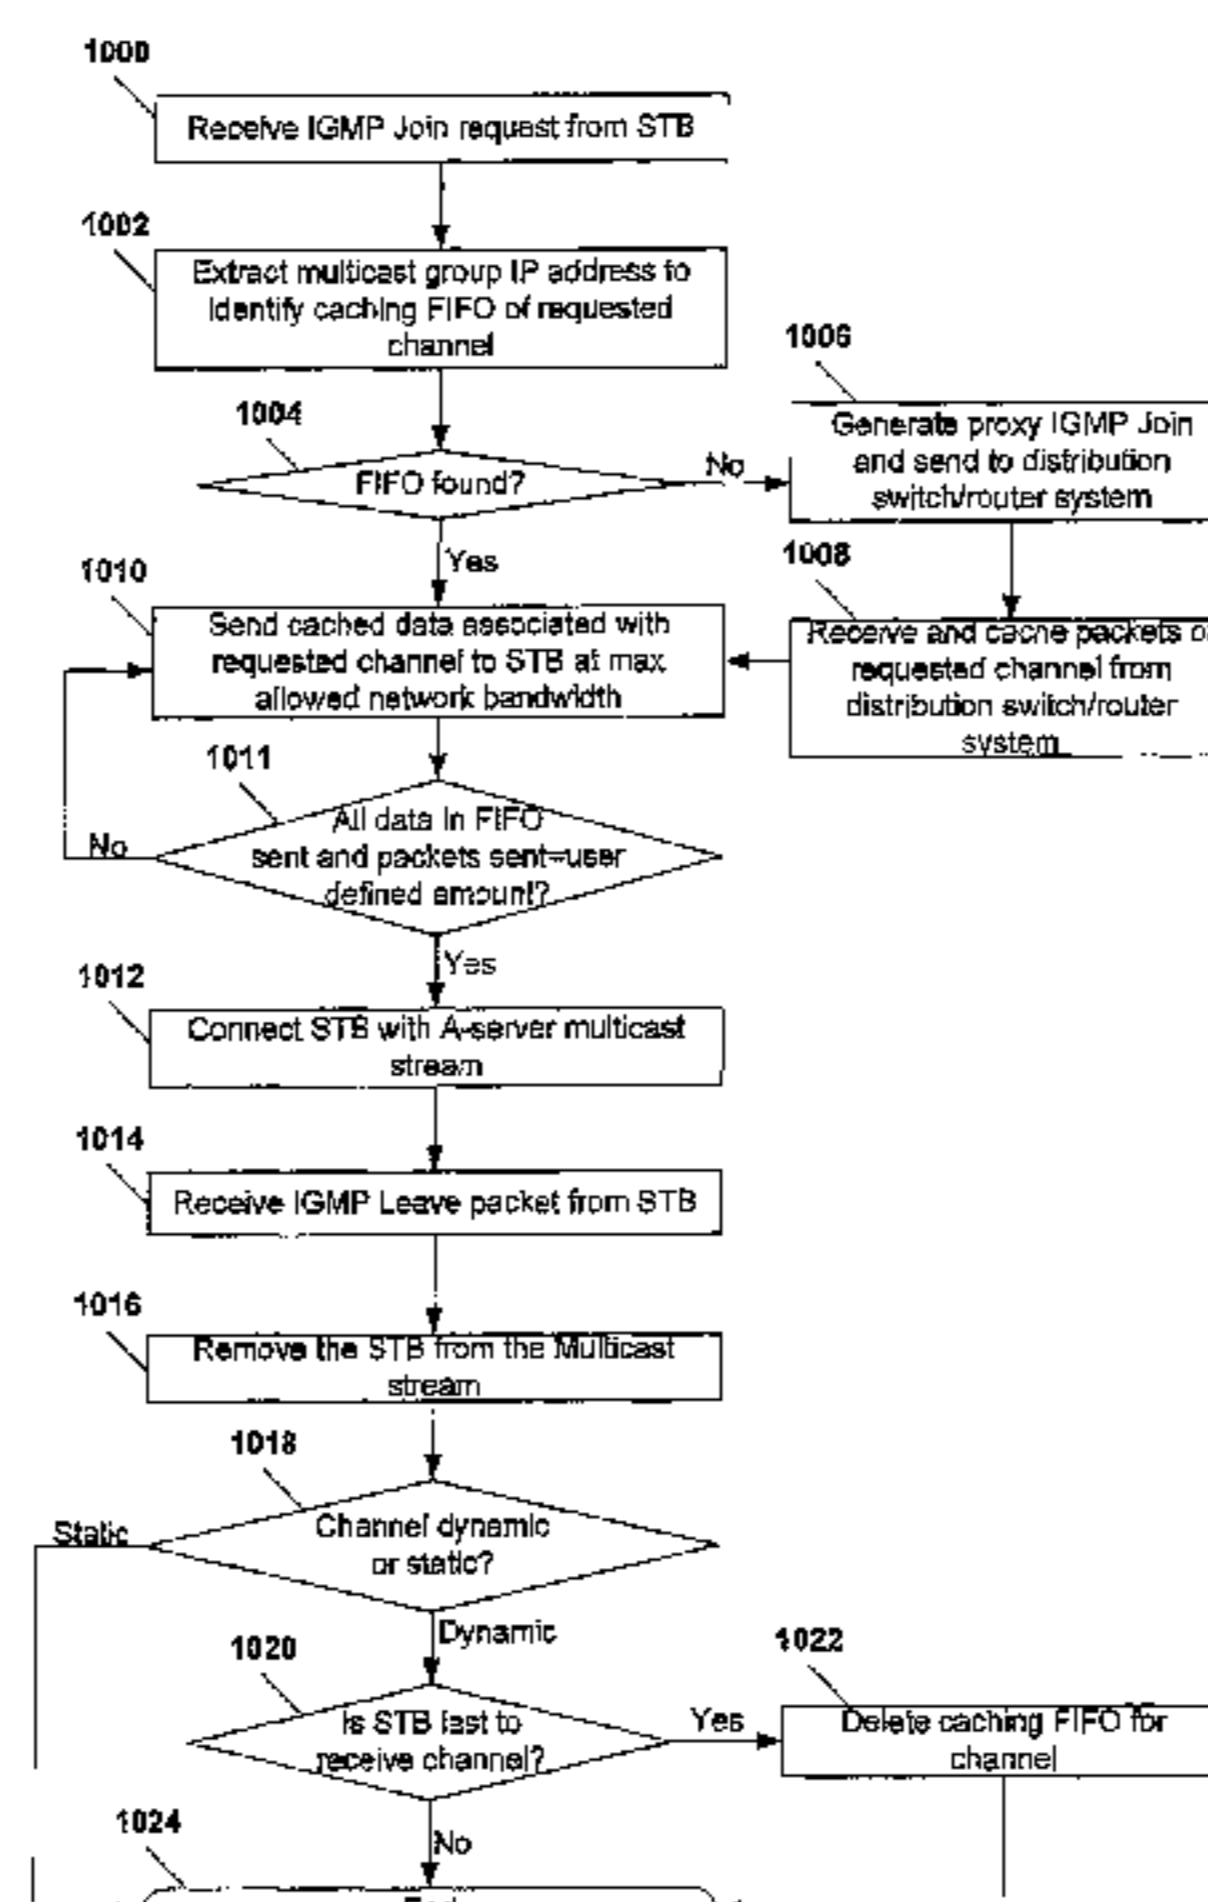 1000
Receive IGMP Join request from STB
1002
Extract multicast group IP address to
identify caching FIFO of requested
channel
1004
FIFO found?
No
1006
Generate proxy IGMP Join
and send to distribution
switch/router system
Yes
1008
Receive and cache packets of
requested channel from
distribution switch/router
system
1010
Send cached data associated with
requested channel to STB at max
allowed network bandwidth
1011
All data in FIFO
sent and packets sent=user
defined amount?
No
Yes
1012
Connect STB with A-server multicast
stream
1014
Receive IGMP Leave packet from STB
1016
Remove the STB from the Multicast
stream
1018
Channel dynamic
or static?
Static
Dynamic
1020
Is STB last to
receive channel?
Yes
1022
Delete caching FIFO for
channel
No
1024